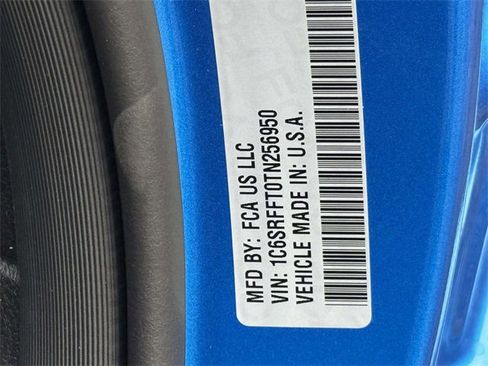 MFD BY: FCA US LLC
VIN: 1C6SRFFT0TN256950
VEHICLE MADE IN: U.S.A.